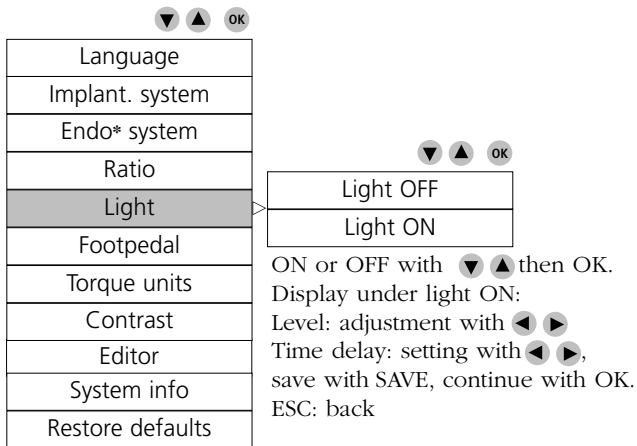 ▼ ▲ OK
Language
Implant. system
Endo* system
Ratio
Light
Footpedal
Torque units
Contrast
Editor
System info
Restore defaults
▼ ▲ OK
Light OFF
Light ON
ON or OFF with ▼ ▲ then OK.
Display under light ON:
Level: adjustment with ◀ ▶
Time delay: setting with ◀ ▶,
save with SAVE, continue with OK.
ESC: back